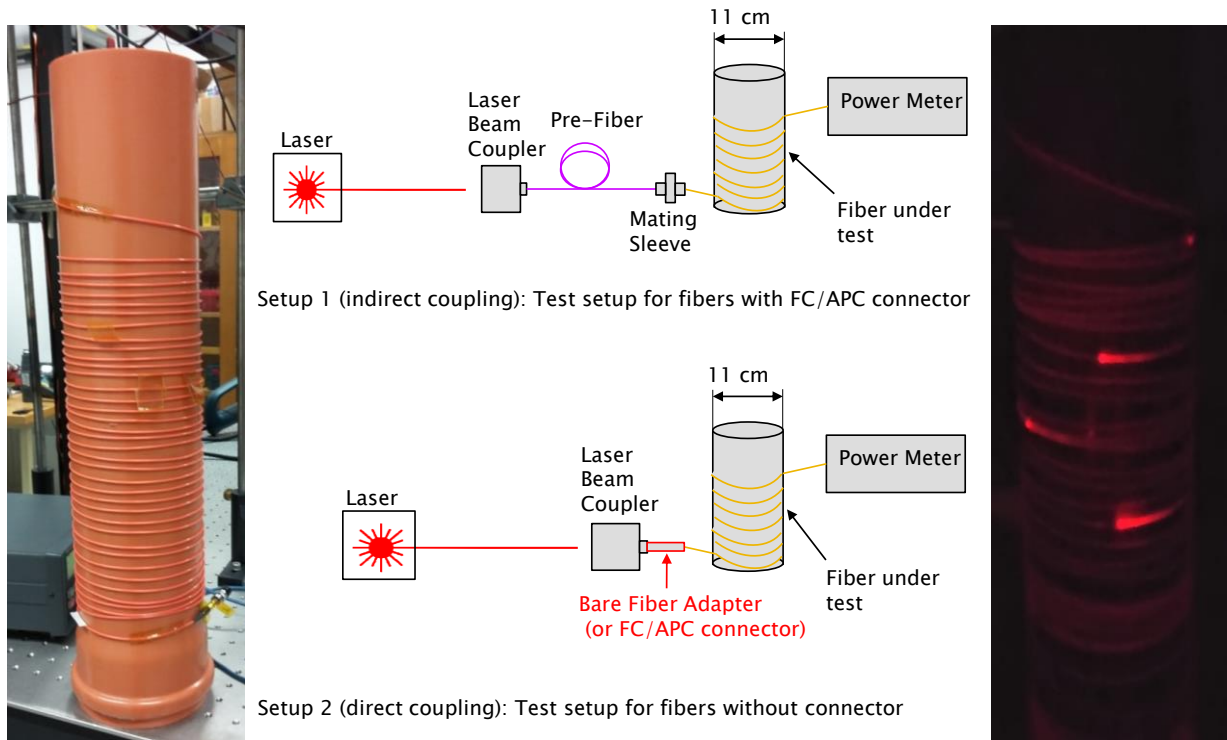 11 cm
Laser
Beam
Coupler
Pre-Fiber
Power Meter
Laser
Mating
Sleeve
Fiber under
test
Setup 1 (indirect coupling): Test setup for fibers with FC/APC connector
11 cm
Laser
Beam
Coupler
Power Meter
Laser
Fiber under
test
Bare Fiber Adapter
(or FC/APC connector)
Setup 2 (direct coupling): Test setup for fibers without connector